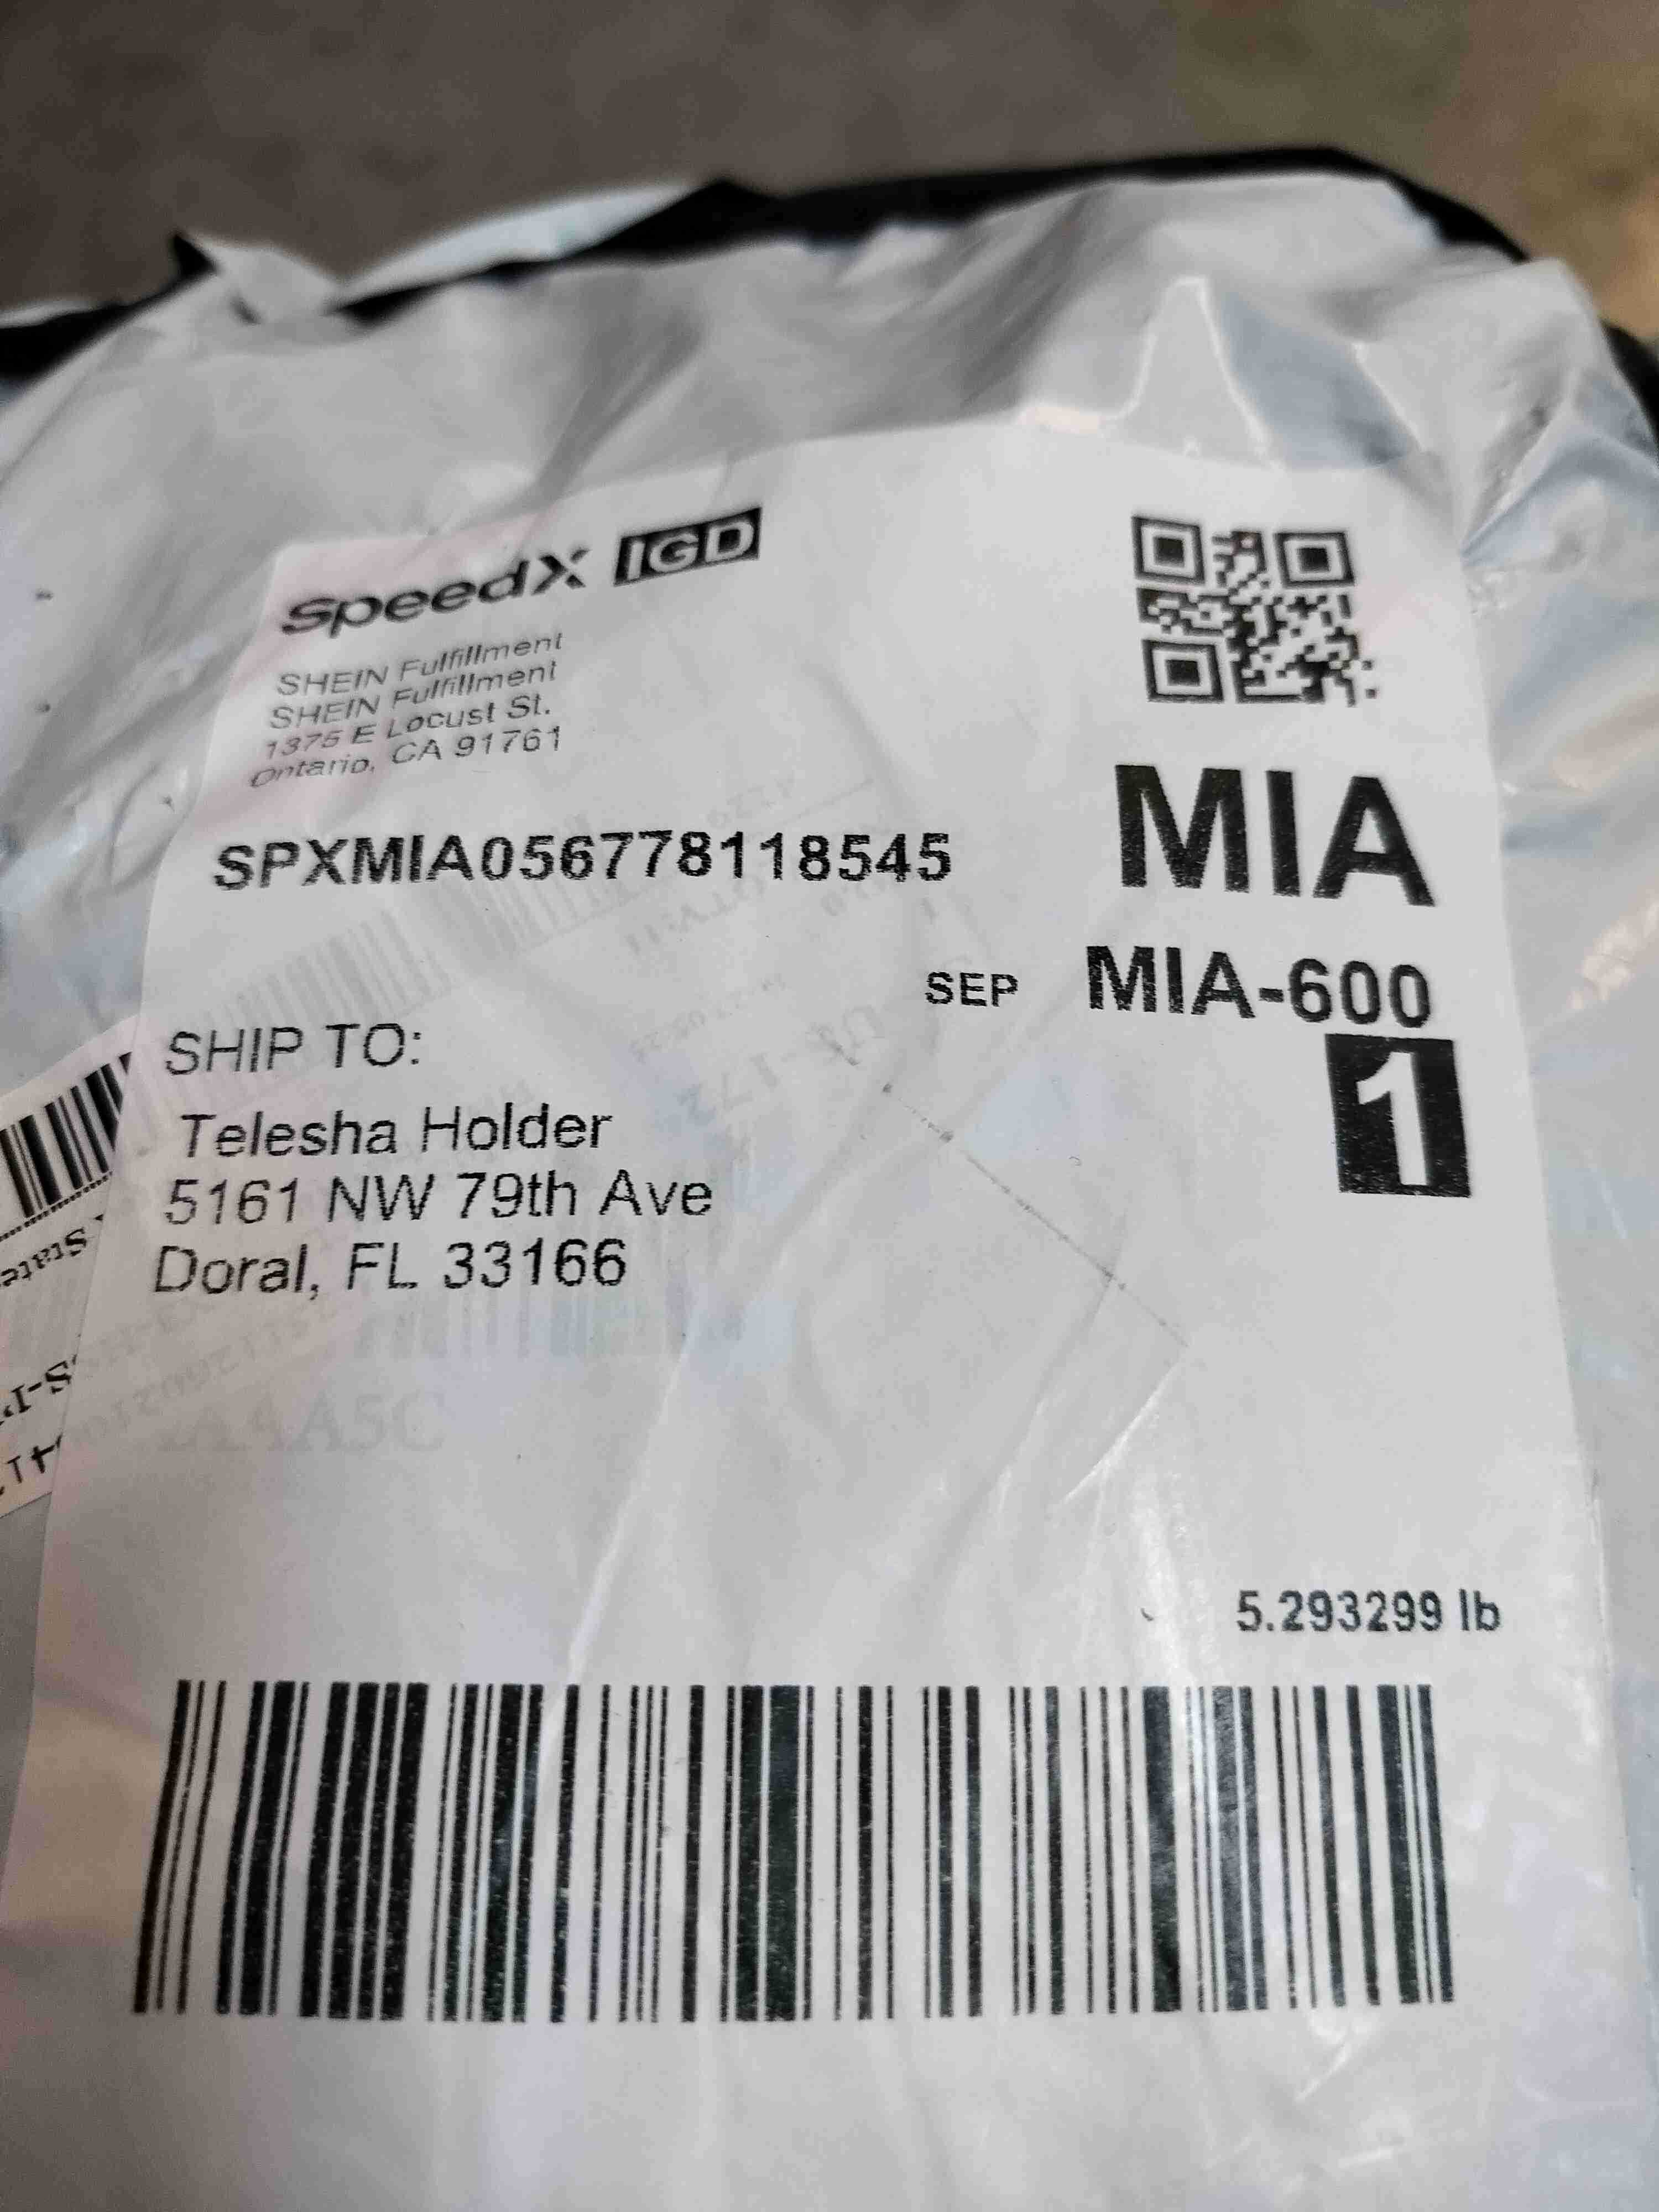 SpeedX IGD
SHEIN Fulfillment
SHEIN Fulfillment
1375 E Locust St.
Ontario, CA 91761
SPXMIA056778118545
MIA
SEP MIA-600
1
SHIP TO:
Telesha Holder
5161 NW 79th Ave
Doral, FL 33166
A5C
5.293299 lb